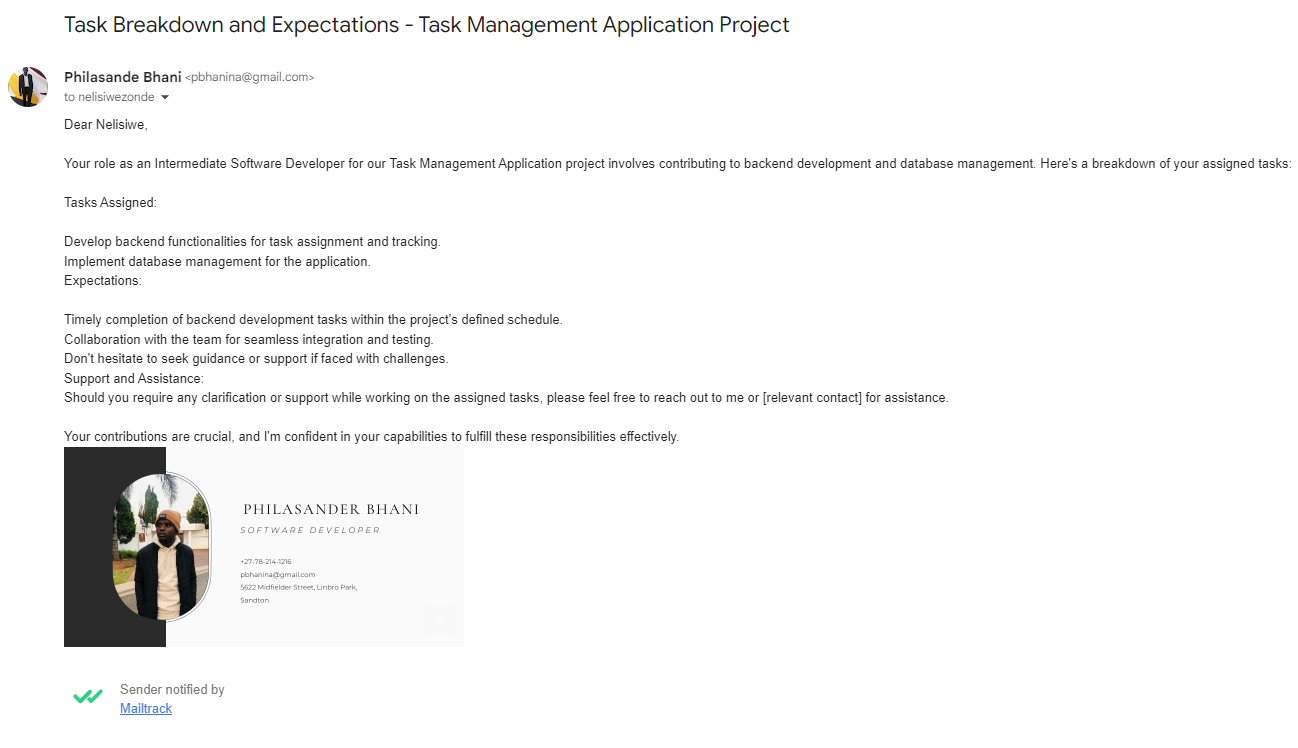 Task Breakdown and Expectations - Task Management Application Project
Philasande Bhani <pbhanina@gmail.com>
to nelisiwezonde
Dear Nelisiwe,
Your role as an Intermediate Software Developer for our Task Management Application project involves contributing to backend development and database management. Here's a breakdown of your assigned tasks:
Tasks Assigned:
Develop backend functionalities for task assignment and tracking.
Implement database management for the application.
Expectations:
Timely completion of backend development tasks within the project's defined schedule.
Collaboration with the team for seamless integration and testing.
Don't hesitate to seek guidance or support if faced with challenges.
Support and Assistance:
Should you require any clarification or support while working on the assigned tasks, please feel free to reach out to me or [relevant contact] for assistance.
Your contributions are crucial, and I'm confident in your capabilities to fulfill these responsibilities effectively.
PHILASANDER BHANI
SOFTWARE DEVELOPER
+27-78-214-1216
pbhanina@gmail.com
5622 Midfielder Street, Linbro Park,
Sandton
Sender notified by
Mailtrack